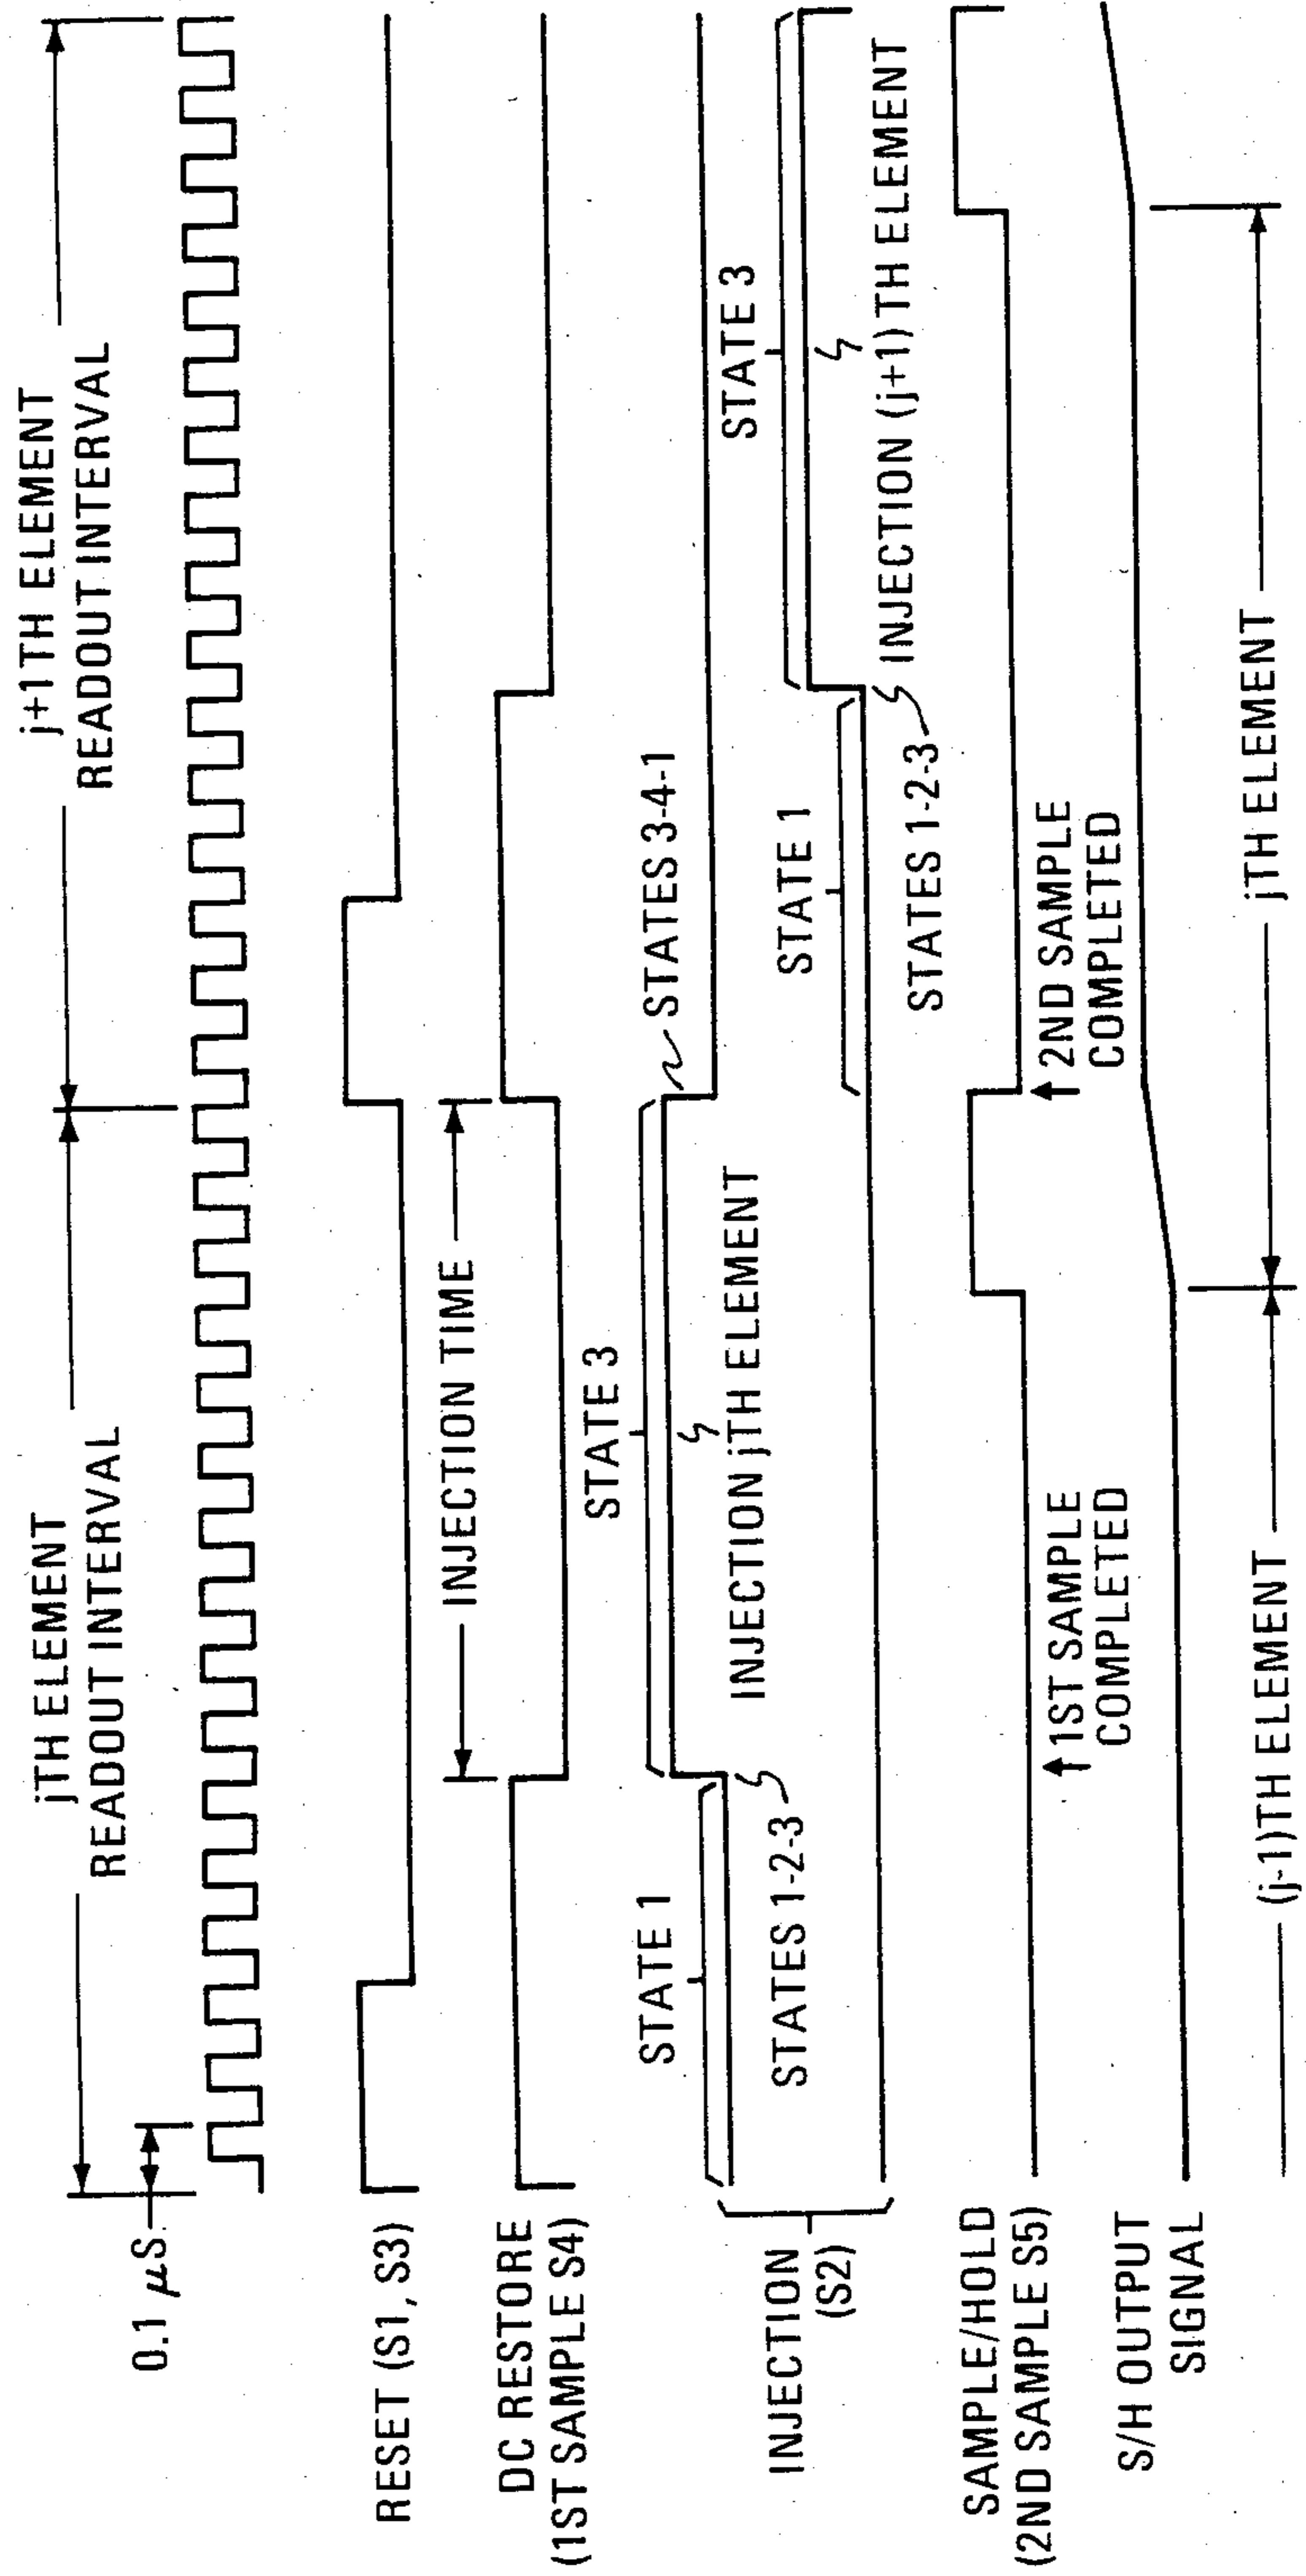 jTH ELEMENT
READOUT INTERVAL
j+1TH ELEMENT
READOUT INTERVAL
0.1 μS
RESET (S1, S3)
INJECTION TIME
DC RESTORE
(1ST SAMPLE S4)
STATE 3
STATES 3-4-1
STATE 1
INJECTION jTH ELEMENT
STATES 1-2-3
STATE 3
STATE 1
INJECTION
(S2)
INJECTION (j+1)TH ELEMENT
STATES 1-2-3
SAMPLE/HOLD
(2ND SAMPLE S5)
1ST SAMPLE
COMPLETED
2ND SAMPLE
COMPLETED
S/H OUTPUT
SIGNAL
(j-1)TH ELEMENT
jTH ELEMENT